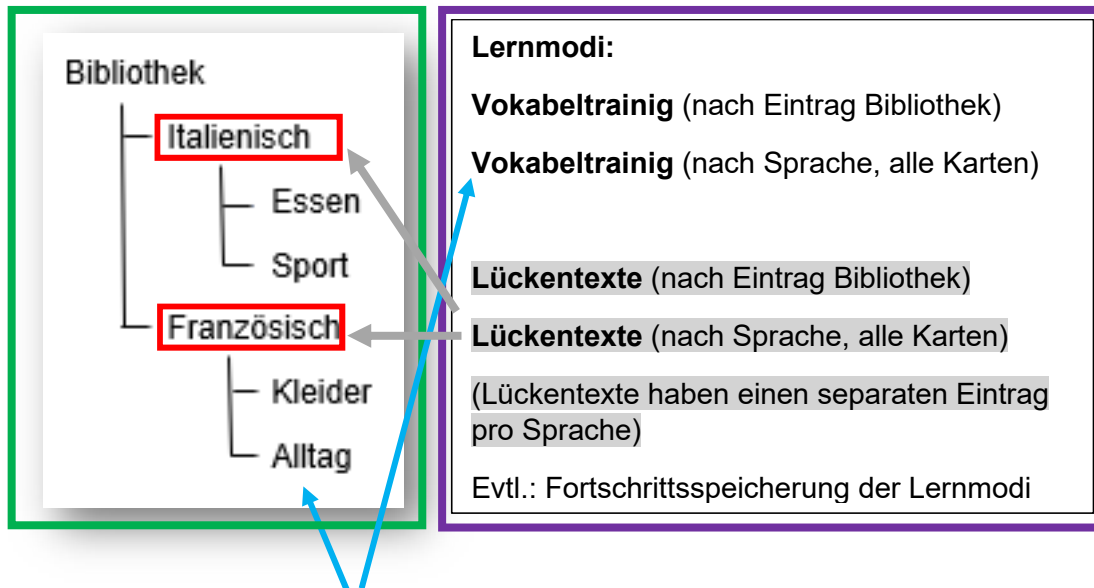 Bibliothek
Italienisch
Essen
Sport
Französisch
Kleider
Alltag
Lernmodi:
Vokabeltrainig (nach Eintrag Bibliothek)
Vokabeltrainig (nach Sprache, alle Karten)
Lückentexte (nach Eintrag Bibliothek)
Lückentexte (nach Sprache, alle Karten)
(Lückentexte haben einen separaten Eintrag
pro Sprache)
Evtl.: Fortschrittsspeicherung der Lernmodi